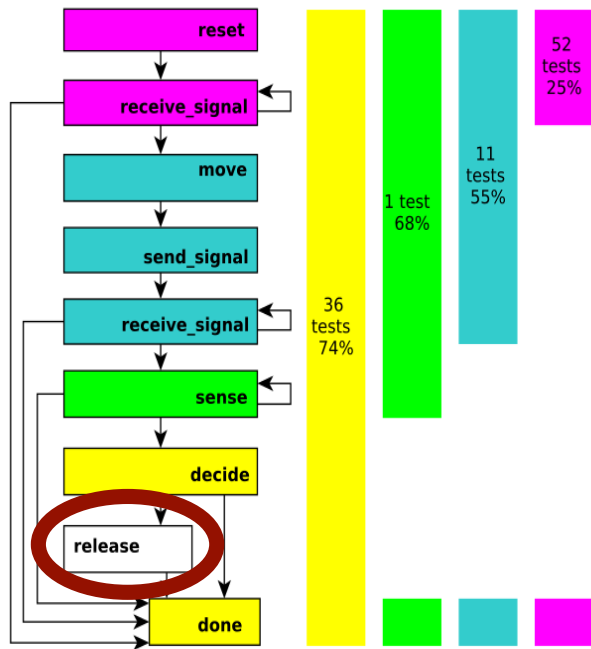 reset
receive_signal
move
send_signal
receive_signal
sense
decide
release
done
36
tests
74%
1 test
68%
11
tests
55%
52
tests
25%